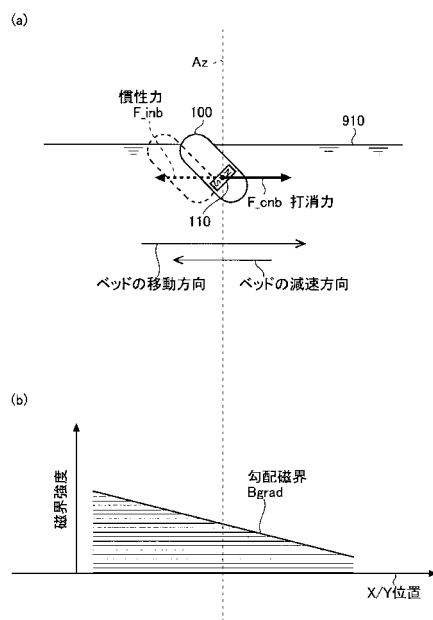 (a)
Az
慣性力
F_inb
100
910
S N
F_cnb 打消力
110
ベッドの移動方向
ベッドの減速方向
(b)
磁界強度
勾配磁界
Bgrad
X/Y位置